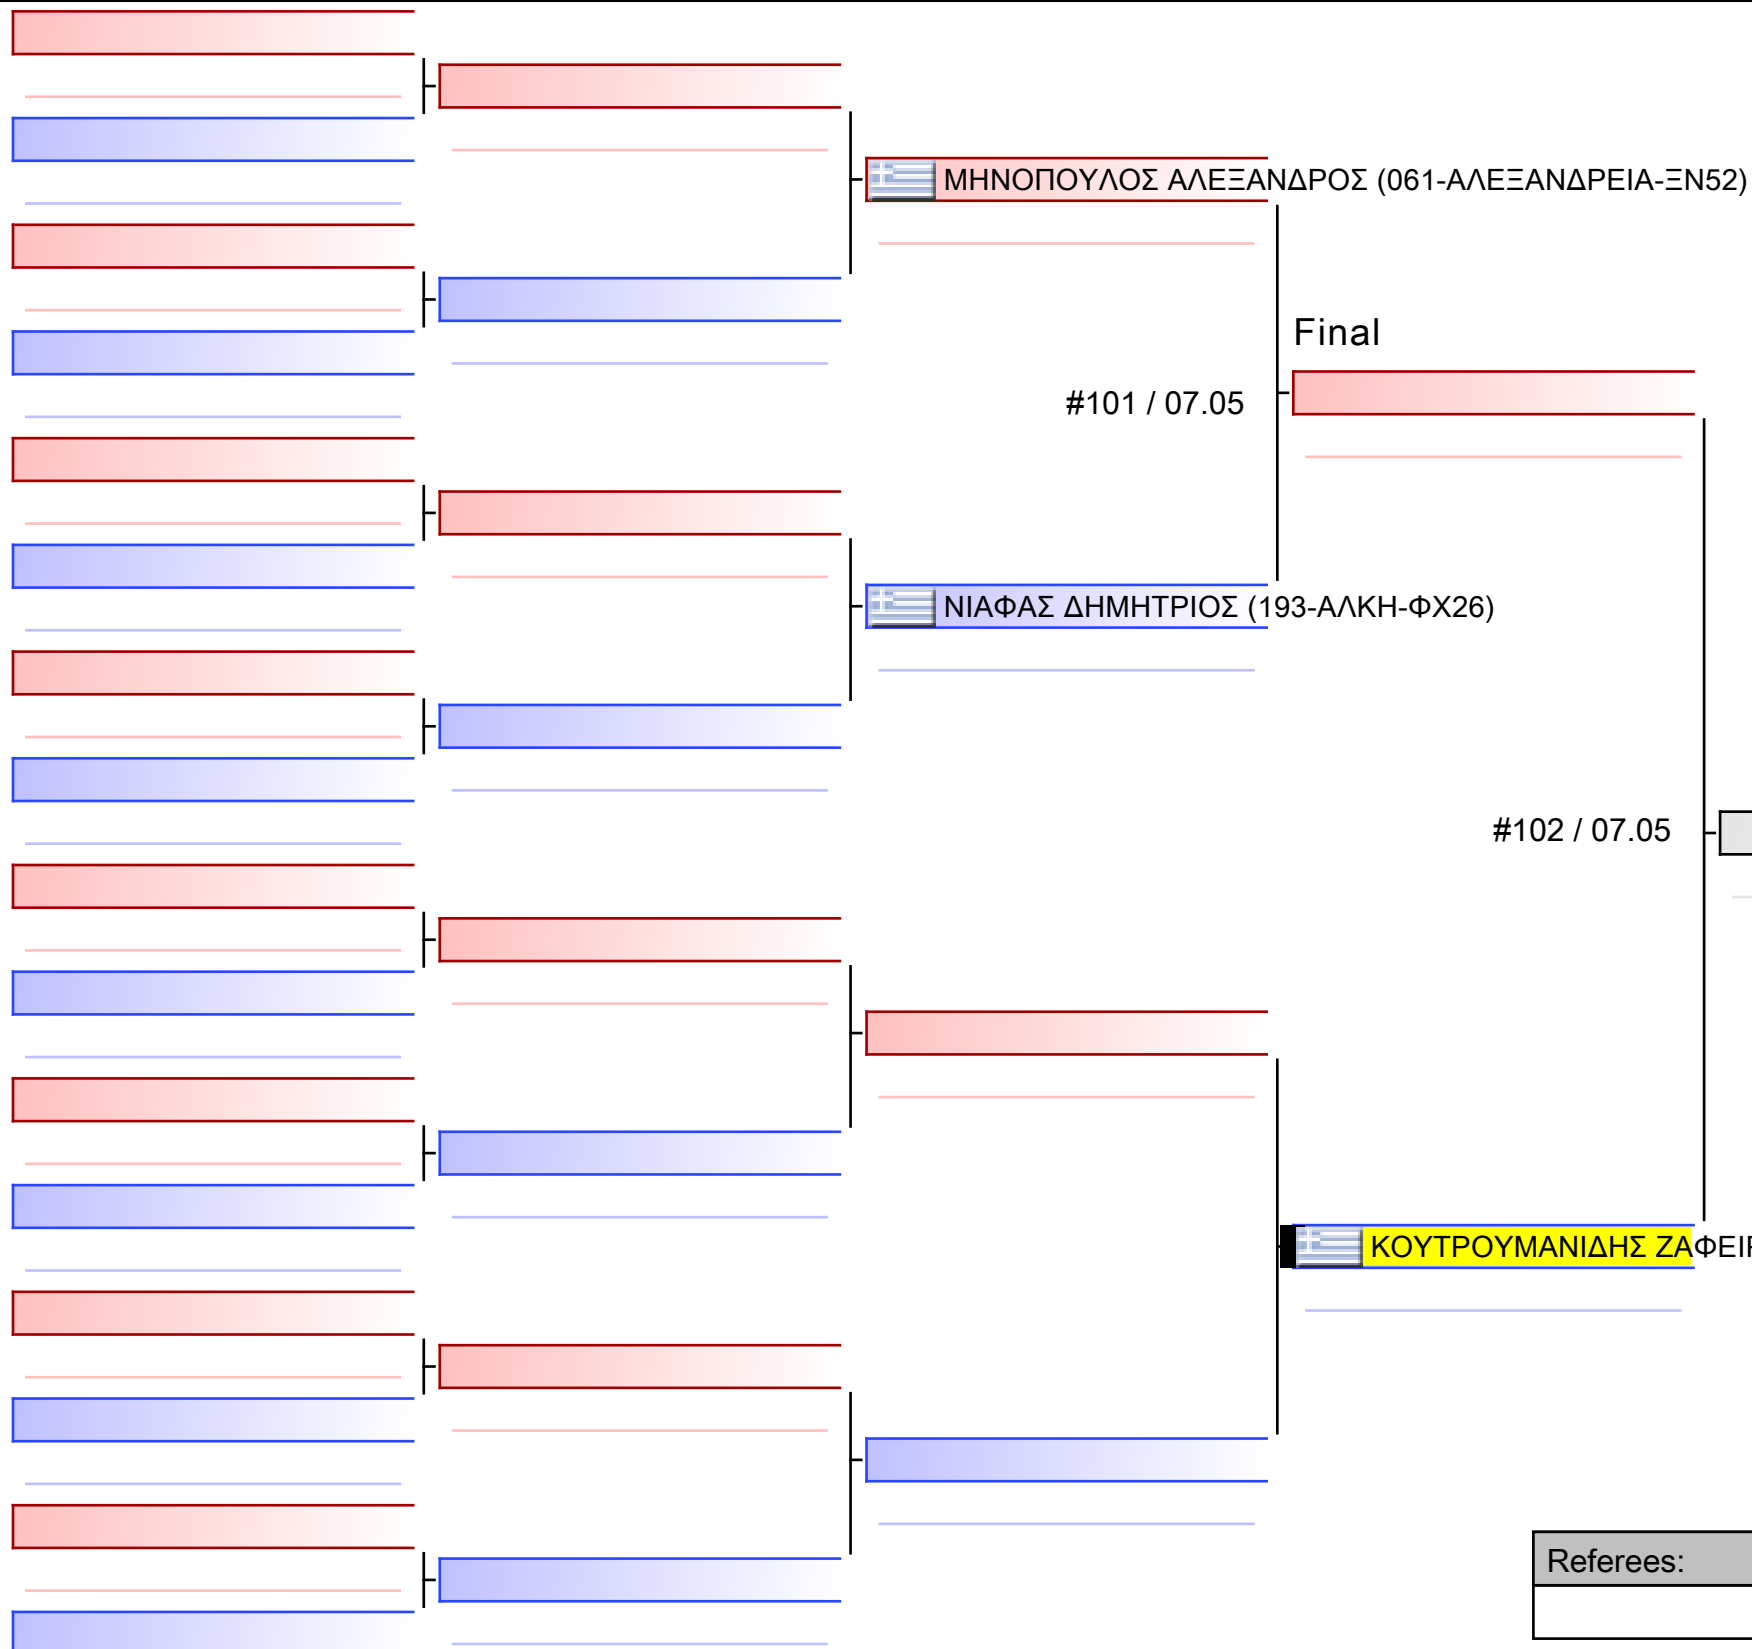 ΜΗΝΟΠΟΥΛΟΣ ΑΛΕΞΑΝΔΡΟΣ (061-ΑΛΕΞΑΝΔΡΕΙΑ-ΞΝ52)
Final
#101 / 07.05
ΝΙΑΦΑΣ ΔΗΜΗΤΡΙΟΣ (193-ΑΛΚΗ-ΦΧ26)
#102 / 07.05
ΚΟΥΤΡΟΥΜΑΝΙΔΗΣ
Referees: